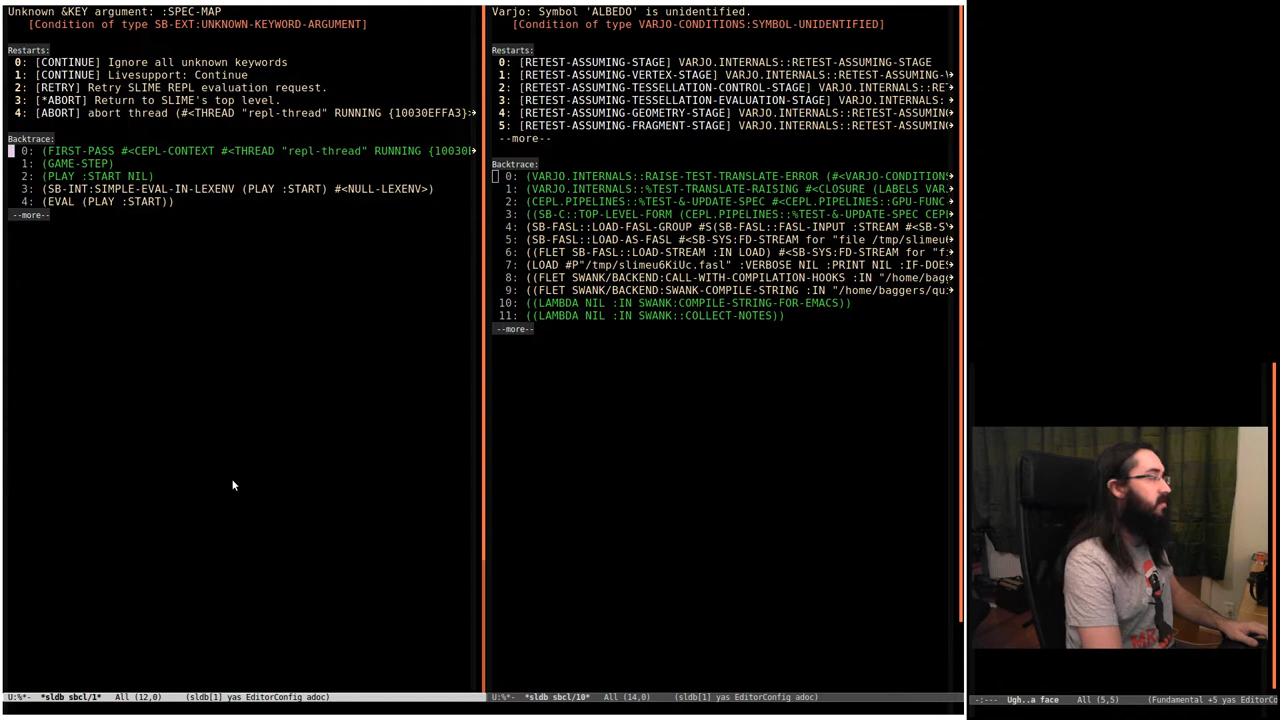 Unknown &KEY argument: :SPEC-MAP
[Condition of type SB-EXT:UNKNOWN-KEYWORD-ARGUMENT]
Restarts:
0: [CONTINUE] Ignore all unknown keywords
1: [CONTINUE] Livesupport: Continue
2: [RETRY] Retry SLIME REPL evaluation request.
3: [*ABORT] Return to SLIME's top level.
4: [ABORT] abort thread (#<THREAD "repl-thread" RUNNING {10030EFFA3}>
Backtrace:
0: (FIRST-PASS #<CEPL-CONTEXT #<THREAD "repl-thread" RUNNING {10030
1: (GAME-STEP)
2: (PLAY :START NIL)
3: (SB-INT:SIMPLE-EVAL-IN-LEXENV (PLAY :START) #<NULL-LEXENV>)
4: (EVAL (PLAY :START))
--more--
U:%*- *sldb sbcl/1* All (12,0) (sldb[1] yas EditorConfig adoc)
Varjo: Symbol 'ALBEDO' is unidentified.
[Condition of type VARJO-CONDITIONS:SYMBOL-UNIDENTIFIED]
Restarts:
0: [RETEST-ASSUMING-STAGE] VARJO.INTERNALS::RETEST-ASSUMING-STAGE
1: [RETEST-ASSUMING-VERTEX-STAGE] VARJO.INTERNALS::RETEST-ASSUMING-
2: [RETEST-ASSUMING-TESSELLATION-CONTROL-STAGE] VARJO.INTERNALS::RE
3: [RETEST-ASSUMING-TESSELLATION-EVALUATION-STAGE] VARJO.INTERNALS:
4: [RETEST-ASSUMING-GEOMETRY-STAGE] VARJO.INTERNALS::RETEST-ASSUMIN
5: [RETEST-ASSUMING-FRAGMENT-STAGE] VARJO.INTERNALS::RETEST-ASSUMIN
--more--
Backtrace:
0: (VARJO.INTERNALS::RAISE-TEST-TRANSLATE-ERROR (#<VARJO-CONDITIONS
1: (VARJO.INTERNALS::%TEST-TRANSLATE-RAISING #<CLOSURE (LABELS VAR
2: (CEPL.PIPELINES::%TEST-&-UPDATE-SPEC #<CEPL.PIPELINES::GPU-FUNC
3: ((SB-C::TOP-LEVEL-FORM (CEPL.PIPELINES::%TEST-&-UPDATE-SPEC CEP
4: (SB-FASL::LOAD-FASL-GROUP #S(SB-FASL::FASL-INPUT :STREAM #<SB-S
5: (SB-FASL::LOAD-AS-FASL #<SB-SYS:FD-STREAM for "file /tmp/slimeu
6: ((FLET SB-FASL::LOAD-STREAM :IN LOAD) #<SB-SYS:FD-STREAM for "f
7: (LOAD #P"/tmp/slimeu6KiUc.fasl" :VERBOSE NIL :PRINT NIL :IF-DOE
8: ((FLET SWANK/BACKEND:CALL-WITH-COMPILATION-HOOKS :IN "/home/bag
9: ((FLET SWANK/BACKEND:SWANK-COMPILE-STRING :IN "/home/baggers/qu
10: ((LAMBDA NIL :IN SWANK:COMPILE-STRING-FOR-EMACS))
11: ((LAMBDA NIL :IN SWANK::COLLECT-NOTES))
--more--
U:%*- *sldb sbcl/10* All (14,0) (sldb[1] yas EditorConfig adoc)
-:--- Ugh..a face All (5,5) (Fundamental +5 yas EditorCo